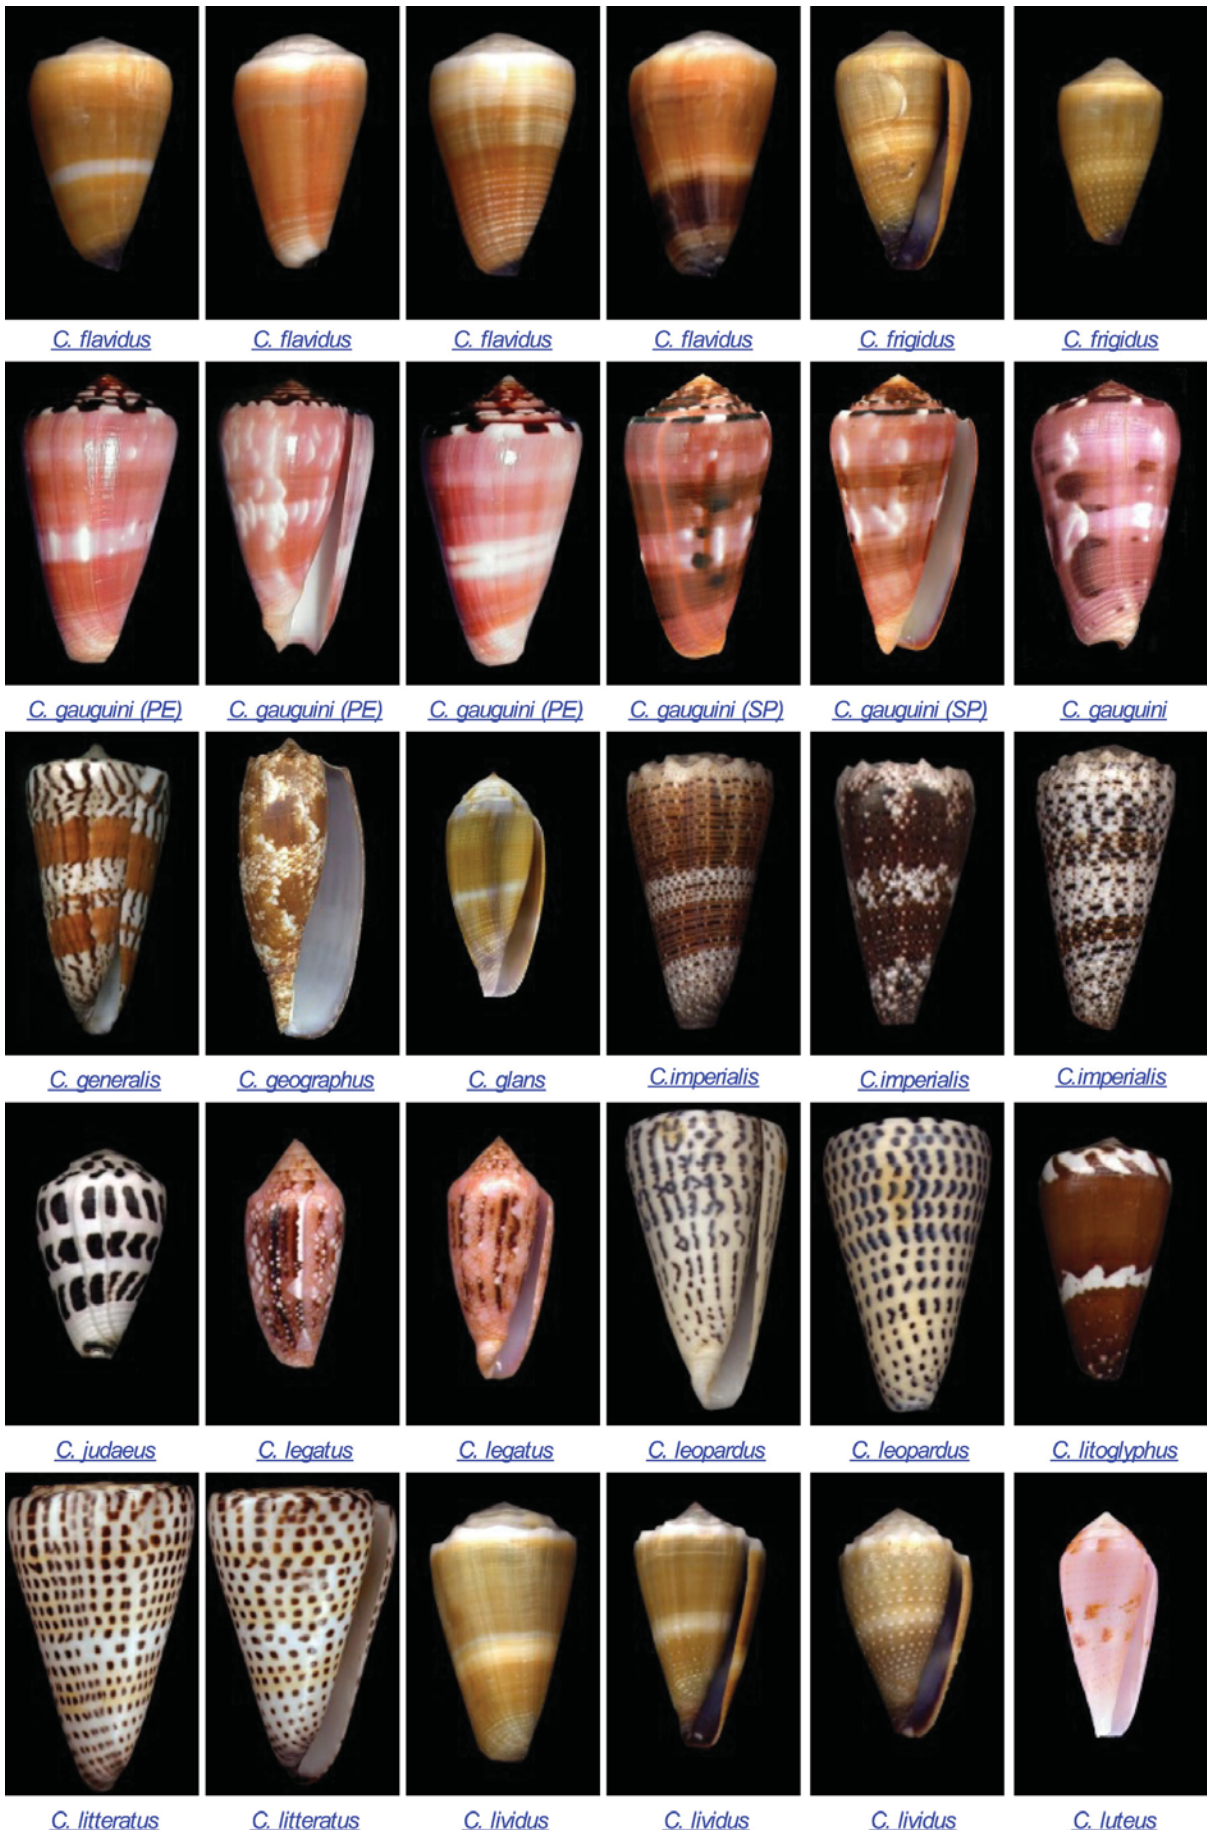 C. flavidus C. flavidus C. flavidus C. flavidus C. frigidus C. frigidus
C. gauguini (PE) C. gauguini (PE) C. gauguini (PE) C. gauguini (SP) C. gauguini (SP) C. gauguini
C. generalis C. geographus C. glans C.imperialis C.imperialis C.imperialis
C. judaeus C. legatus C. legatus C. leopardus C. leopardus C. litoglyphus
C. litteratus C. litteratus C. lividus C. lividus C. lividus C. luteus